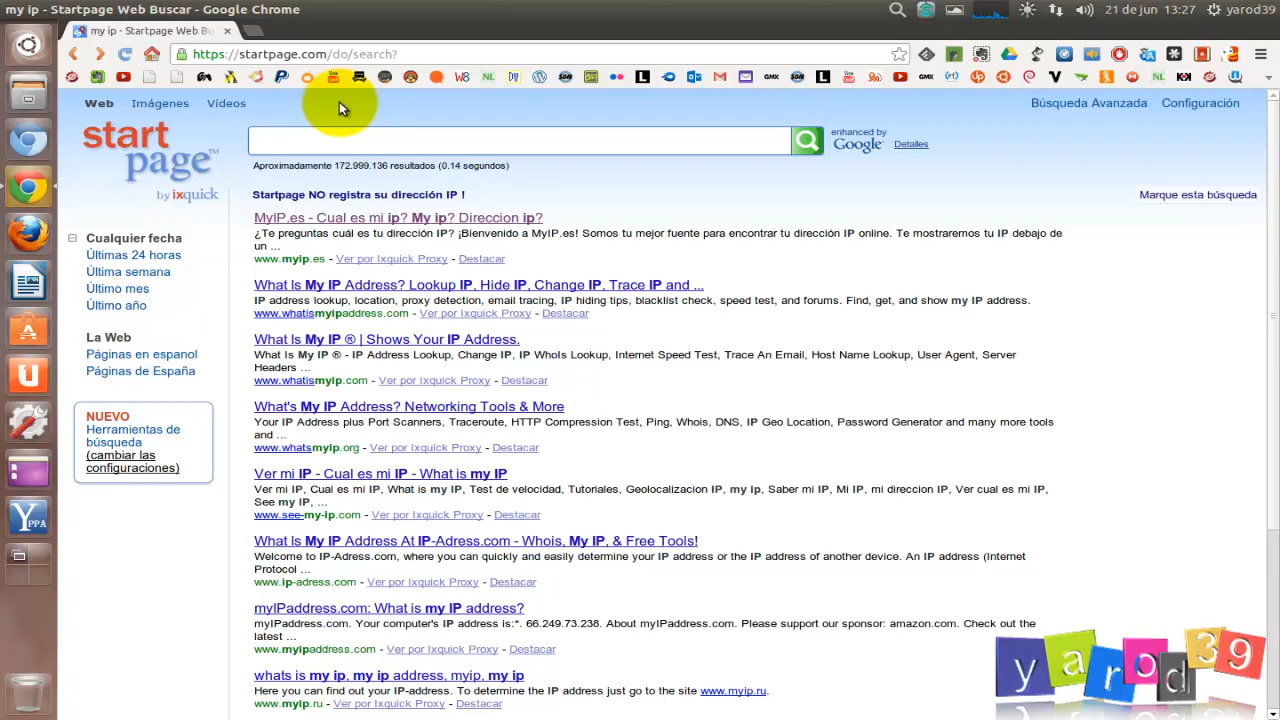 my ip - Startpage Web Buscar - Google Chrome
21 de jun 13:27
yarod39
my ip - Startpage Web Bu
https://startpage.com/do/search?
Web Imágenes Vídeos
Búsqueda Avanzada Configuración
start
page™
by ixquick
enhanced by
Google
Detalles
Aproximadamente 172.999.136 resultados (0.14 segundos)
Startpage NO registra su dirección IP !
Marque esta búsqueda
Cualquier fecha
Últimas 24 horas
Última semana
Último mes
Último año
La Web
Páginas en espanol
Páginas de España
NUEVO
Herramientas de
búsqueda
(cambiar las
configuraciones)
MyIP.es - Cual es mi ip? My ip? Direccion ip?
¿Te preguntas cuál es tu dirección IP? ¡Bienvenido a MyIP.es! Somos tu mejor fuente para encontrar tu dirección IP online. Te mostraremos tu IP debajo de
un ...
www.myip.es - Ver por Ixquick Proxy - Destacar
What Is My IP Address? Lookup IP, Hide IP, Change IP, Trace IP and ...
IP address lookup, location, proxy detection, email tracing, IP hiding tips, blacklist check, speed test, and forums. Find, get, and show my IP address.
www.whatismyipaddress.com - Ver por Ixquick Proxy - Destacar
What Is My IP ® | Shows Your IP Address.
What Is My IP ® - IP Address Lookup, Change IP, IP WhoIs Lookup, Internet Speed Test, Trace An Email, Host Name Lookup, User Agent, Server
Headers ...
www.whatismyip.com - Ver por Ixquick Proxy - Destacar
What's My IP Address? Networking Tools & More
Your IP Address plus Port Scanners, Traceroute, HTTP Compression Test, Ping, Whois, DNS, IP Geo Location, Password Generator and many more tools
and ...
www.whatsmyip.org - Ver por Ixquick Proxy - Destacar
Ver mi IP - Cual es mi IP - What is my IP
Ver mi IP, Cual es mi IP, What is my IP, Test de velocidad, Tutoriales, Geolocalizacion IP, my ip, Saber mi IP, Mi IP, mi direccion IP, Ver cual es mi IP,
See my IP, ...
www.see-my-ip.com - Ver por Ixquick Proxy - Destacar
What Is My IP Address At IP-Adress.com - Whois, My IP, & Free Tools!
Welcome to IP-Adress.com, where you can quickly and easily determine your IP address or the IP address of another device. An IP address (Internet
Protocol ...
www.ip-adress.com - Ver por Ixquick Proxy - Destacar
myIPaddress.com: What is my IP address?
myIPaddress.com. Your computer's IP address is:*. 66.249.73.238. About myIPaddress.com. Please support our sponsor: amazon.com. Check out the
latest ...
www.myipaddress.com - Ver por Ixquick Proxy - Destacar
whats is my ip, my ip address, myip, my ip
Here you can find out your IP-address. To determine the IP address just go to the site www.myip.ru.
www.myip.ru - Ver por Ixquick Proxy - Destacar
yarod39